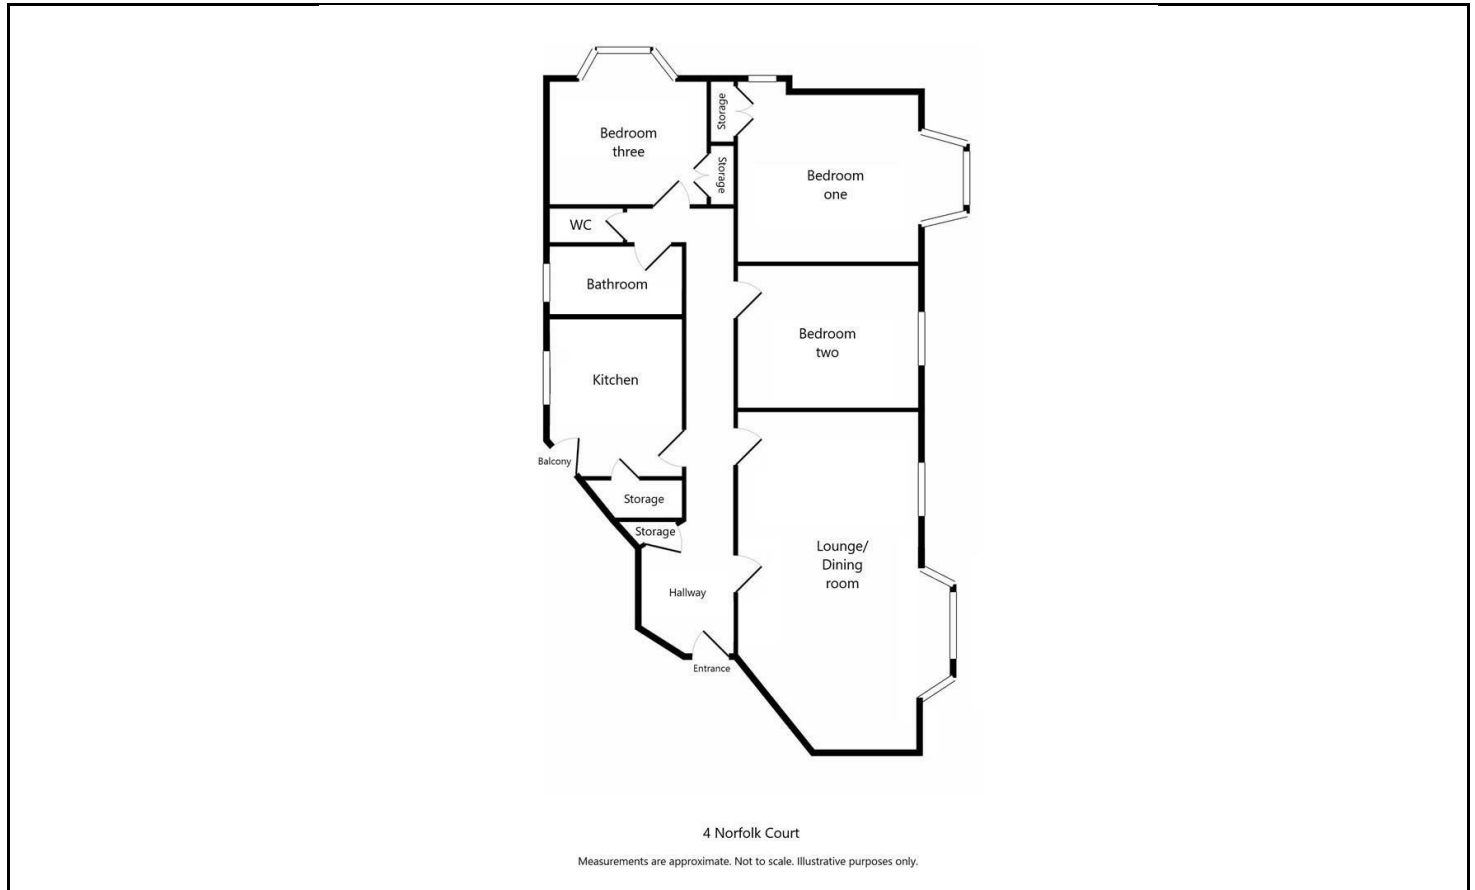 Bedroom
three
Storage
Storage
Bedroom
one
WC
Bathroom
Bedroom
two
Kitchen
Balcony
Storage
Storage
Lounge/
Dining
room
Hallway
Entrance
4 Norfolk Court
Measurements are approximate. Not to scale. Illustrative purposes only.